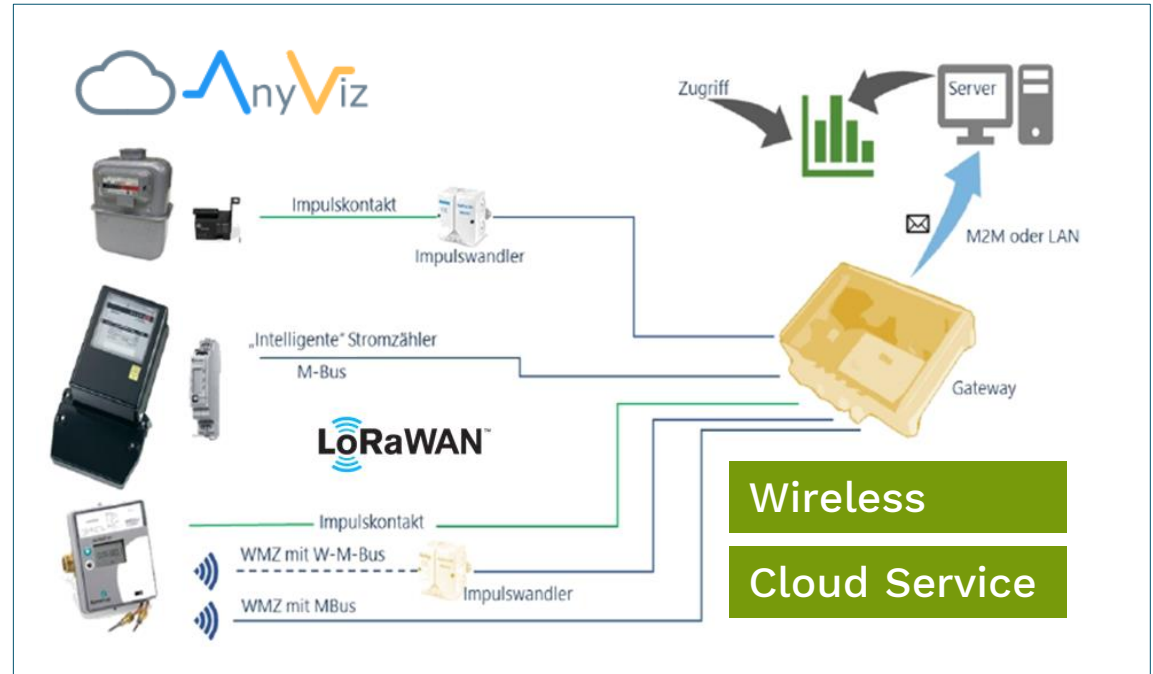 AnyViz
Zugriff
Server
Impulskontakt
Impulswandler
M2M oder LAN
„Intelligente" Stromzähler
M-Bus
Gateway
LoRaWAN™
Wireless
Impulskontakt
WMZ mit W-M-Bus
Impulswandler
Cloud Service
WMZ mit MBus